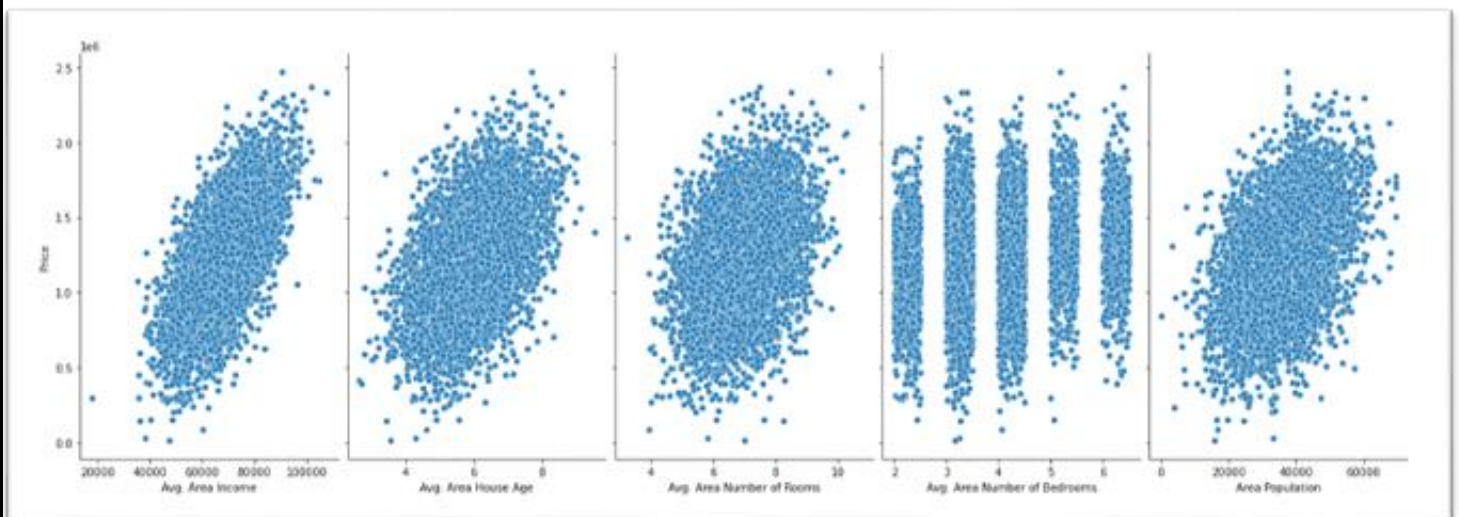 1e6
2.5
2.0
1.5
1.0
0.5
0.0
Price
20000 40000 60000 80000 100000
Avg. Area Income
4 6 8
Avg. Area House Age
4 6 8 10
Avg. Area Number of Rooms
2 3 4 5 6
Avg. Area Number of Bedrooms
0 20000 40000 60000
Area Population